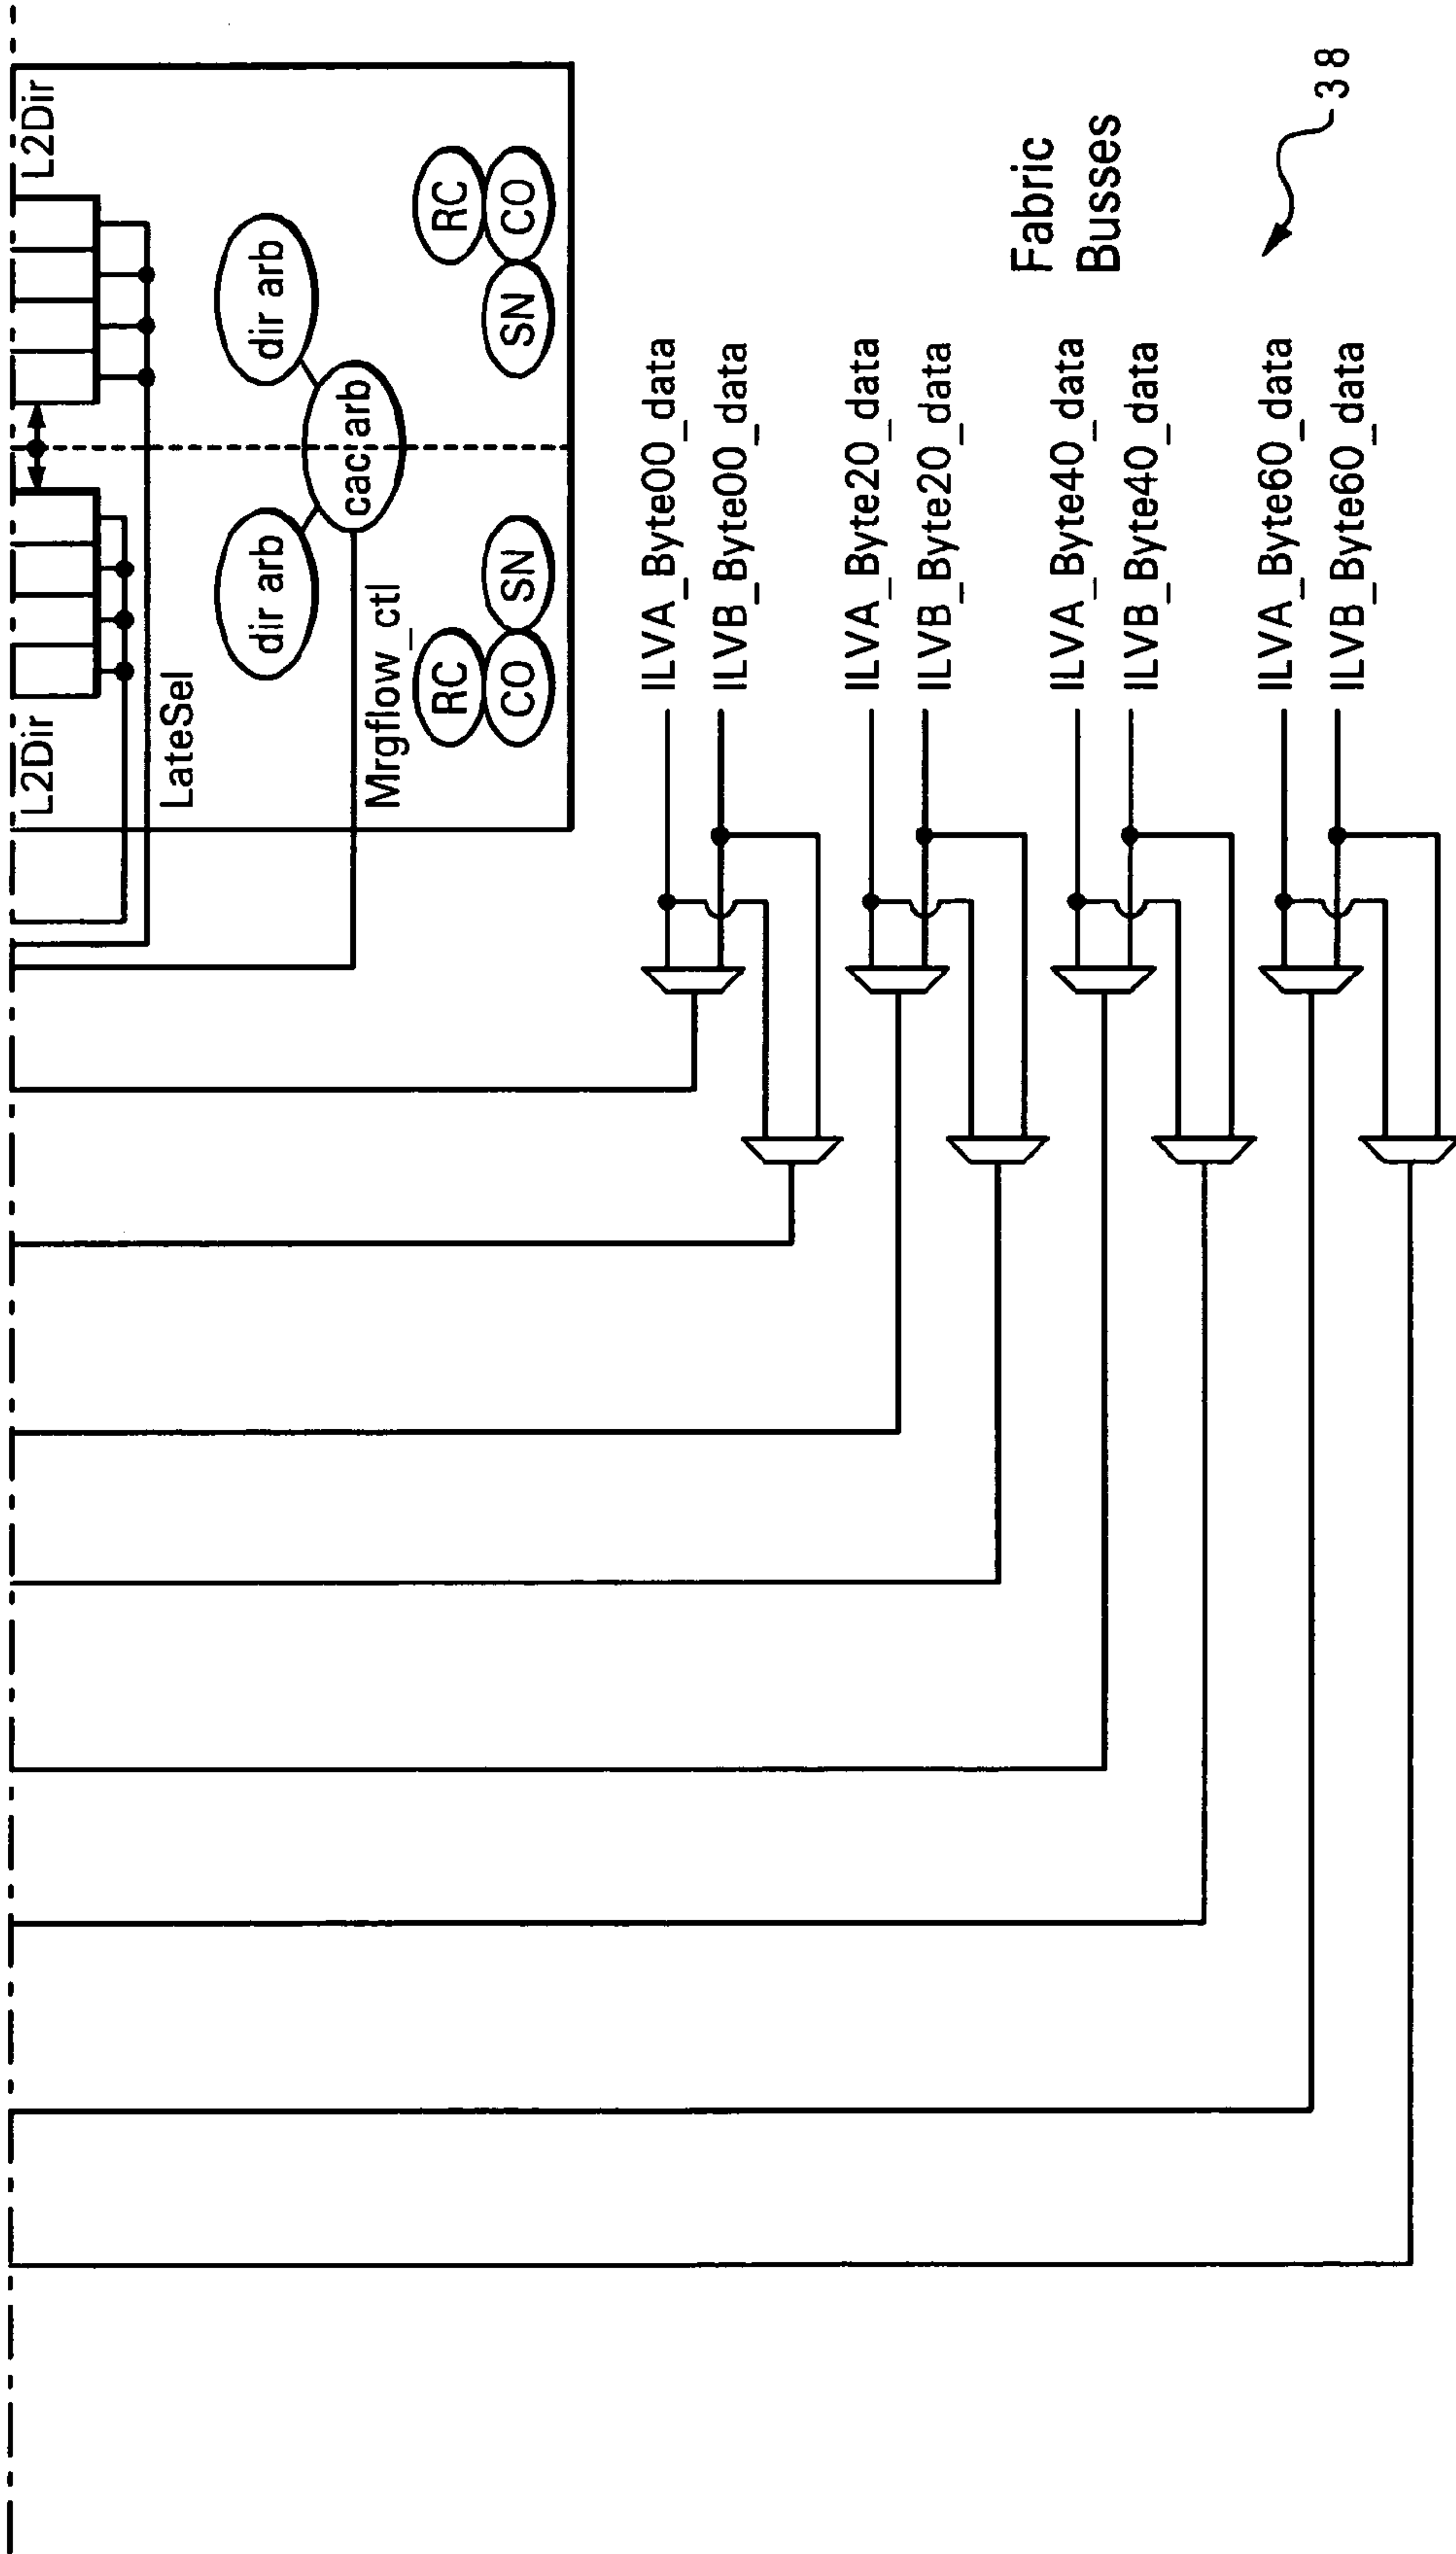 L2Dir
L2Dir
LateSel
dir arb
dir arb
cac arb
Mrgflow_ctl
RC
CO
SN
SN
RC
CO
ILVA_Byte00_data
ILVB_Byte00_data
ILVA_Byte20_data
ILVB_Byte20_data
ILVA_Byte40_data
ILVB_Byte40_data
ILVA_Byte60_data
ILVB_Byte60_data
Fabric
Busses
38